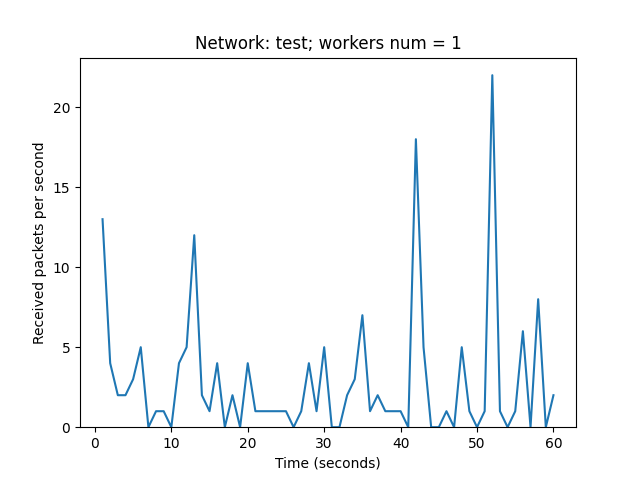 Network: test; workers num = 1
Received packets per second
20
15
10
5
0
0 10 20 30 40 50 60
Time (seconds)